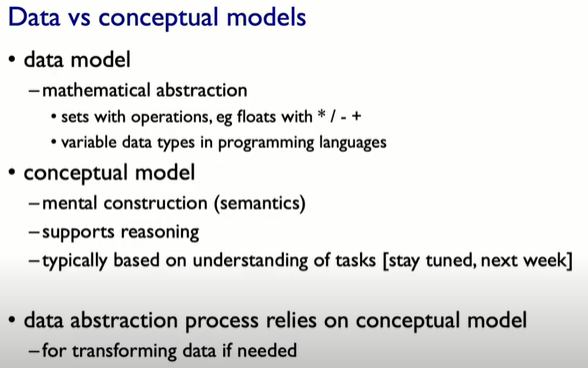 Data vs conceptual models
• data model
–mathematical abstraction
• sets with operations, eg floats with * / - +
• variable data types in programming languages
• conceptual model
–mental construction (semantics)
–supports reasoning
–typically based on understanding of tasks [stay tuned, next week]
• data abstraction process relies on conceptual model
–for transforming data if needed